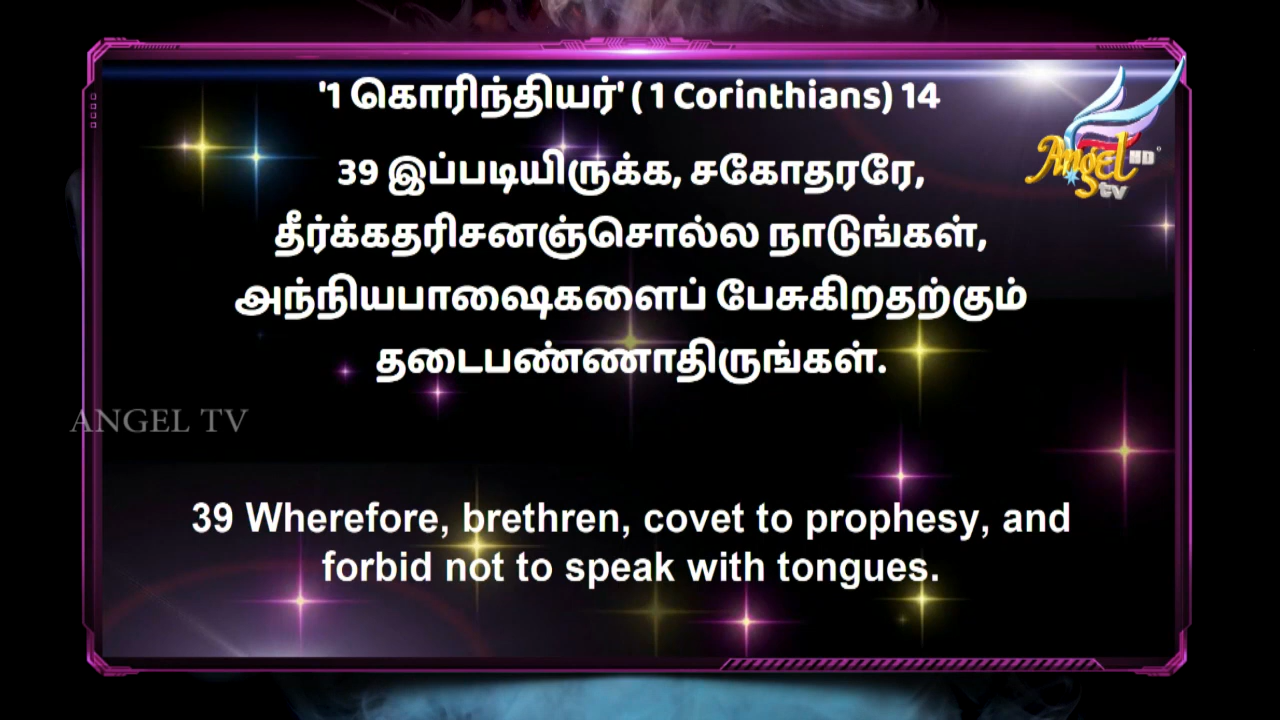 '1 கொரிந்தியர்' ( 1 Corinthians) 14
39 இப்படியிருக்க, சகோதரரே,
தீர்க்கதரிசனஞ்சொல்ல நாடுங்கள்,
அந்நியபாஷைகளைப் பேசுகிறதற்கும்
தடைபண்ணாதிருங்கள்.
Angel HD
tv
ANGEL TV
39 Wherefore, brethren, covet to prophesy, and
forbid not to speak with tongues.